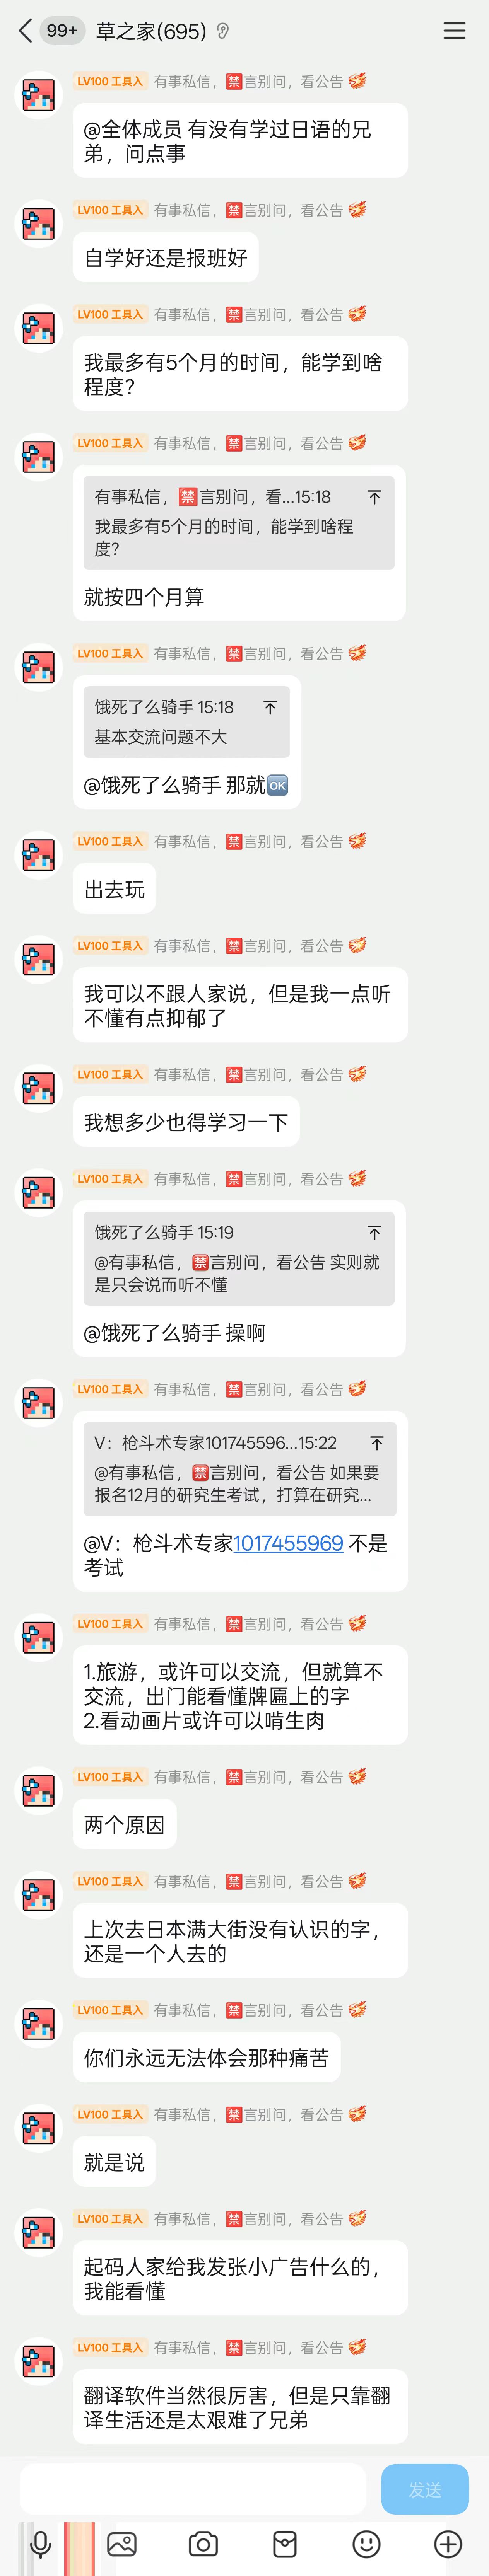 99+ 草之家(695)
LV100 工具入 有事私信，禁言别问，看公告
@全体成员 有没有学过日语的兄
弟，问点事
LV100 工具入 有事私信，禁言别问，看公告
自学好还是报班好
LV100 工具入 有事私信，禁言别问，看公告
我最多有5个月的时间，能学到啥
程度？
LV100 工具入 有事私信，禁言别问，看公告
有事私信，禁言别问，看...15:18
我最多有5个月的时间，能学到啥程
度？
就按四个月算
LV100 工具入 有事私信，禁言别问，看公告
饿死了么骑手 15:18
基本交流问题不大
@饿死了么骑手 那就OK
LV100 工具入 有事私信，禁言别问，看公告
出去玩
LV100 工具入 有事私信，禁言别问，看公告
我可以不跟人家说，但是我一点听
不懂有点抑郁了
LV100 工具入 有事私信，禁言别问，看公告
我想多少也得学习一下
LV100 工具入 有事私信，禁言别问，看公告
饿死了么骑手 15:19
@有事私信，禁言别问，看公告 实则就
是只会说而听不懂
@饿死了么骑手 操啊
LV100 工具入 有事私信，禁言别问，看公告
V：枪斗术专家101745596...15:22
@有事私信，禁言别问，看公告 如果要
报名12月的研究生考试，打算在研究...
@V：枪斗术专家1017455969 不是
考试
LV100 工具入 有事私信，禁言别问，看公告
1.旅游，或许可以交流，但就算不
交流，出门能看懂牌匾上的字
2.看动画片或许可以啃生肉
LV100 工具入 有事私信，禁言别问，看公告
两个原因
LV100 工具入 有事私信，禁言别问，看公告
上次去日本满大街没有认识的字，
还是一个人去的
LV100 工具入 有事私信，禁言别问，看公告
你们永远无法体会那种痛苦
LV100 工具入 有事私信，禁言别问，看公告
就是说
LV100 工具入 有事私信，禁言别问，看公告
起码人家给我发张小广告什么的，
我能看懂
LV100 工具入 有事私信，禁言别问，看公告
翻译软件当然很厉害，但是只靠翻
译生活还是太艰难了兄弟
发送